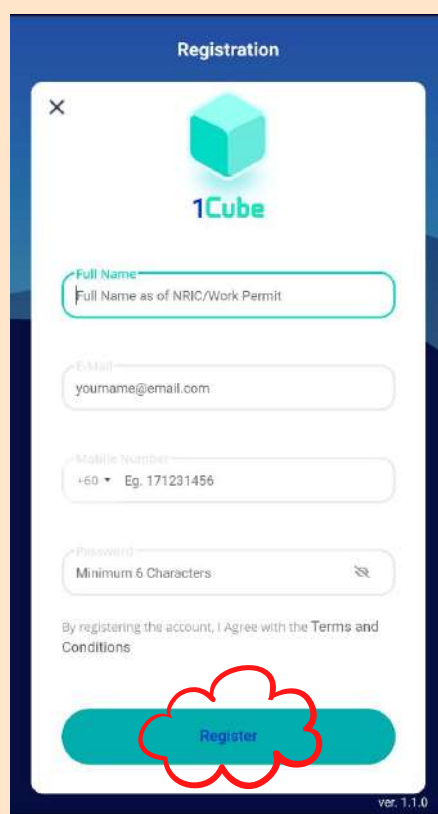 Registration
1Cube
Full Name
Full Name as of NRIC/Work Permit
E-Mail
yourname@email.com
Mobile Number
+60 Eg. 171231456
Password
Minimum 6 Characters
By registering the account, I Agree with the Terms and
Conditions
Register
ver. 1.1.0